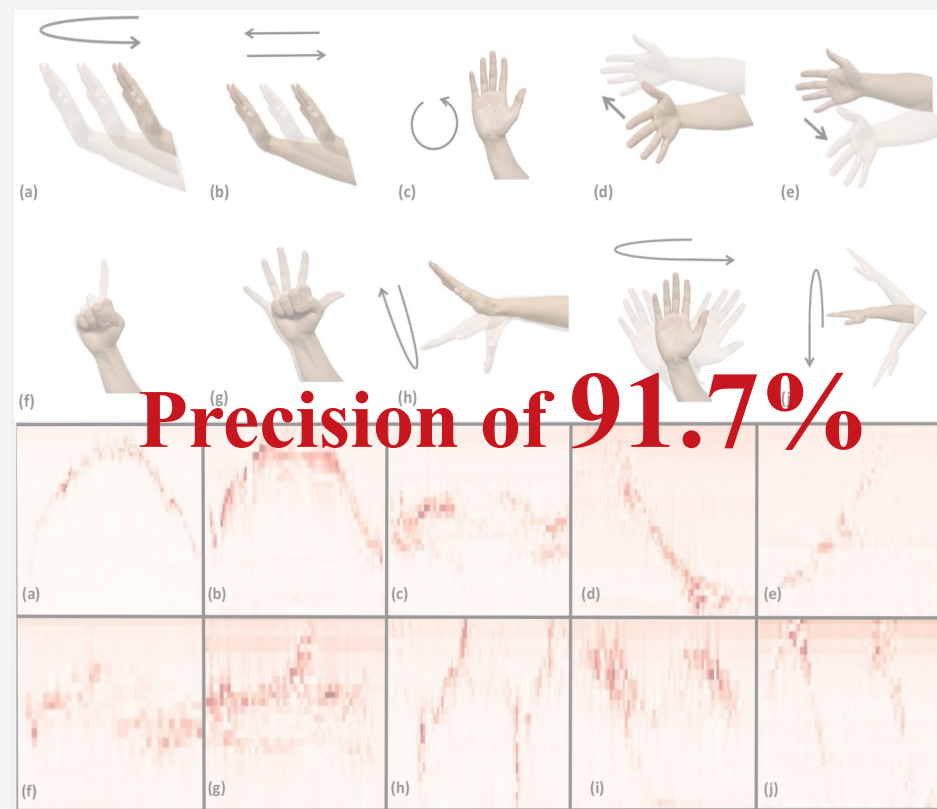 (a)
(b)
(c)
(d)
(e)
(f)
(g)
(h)
(j)
Precision of 91.7%
(a)
(b)
(c)
(d)
(e)
(f)
(g)
(h)
(i)
(j)